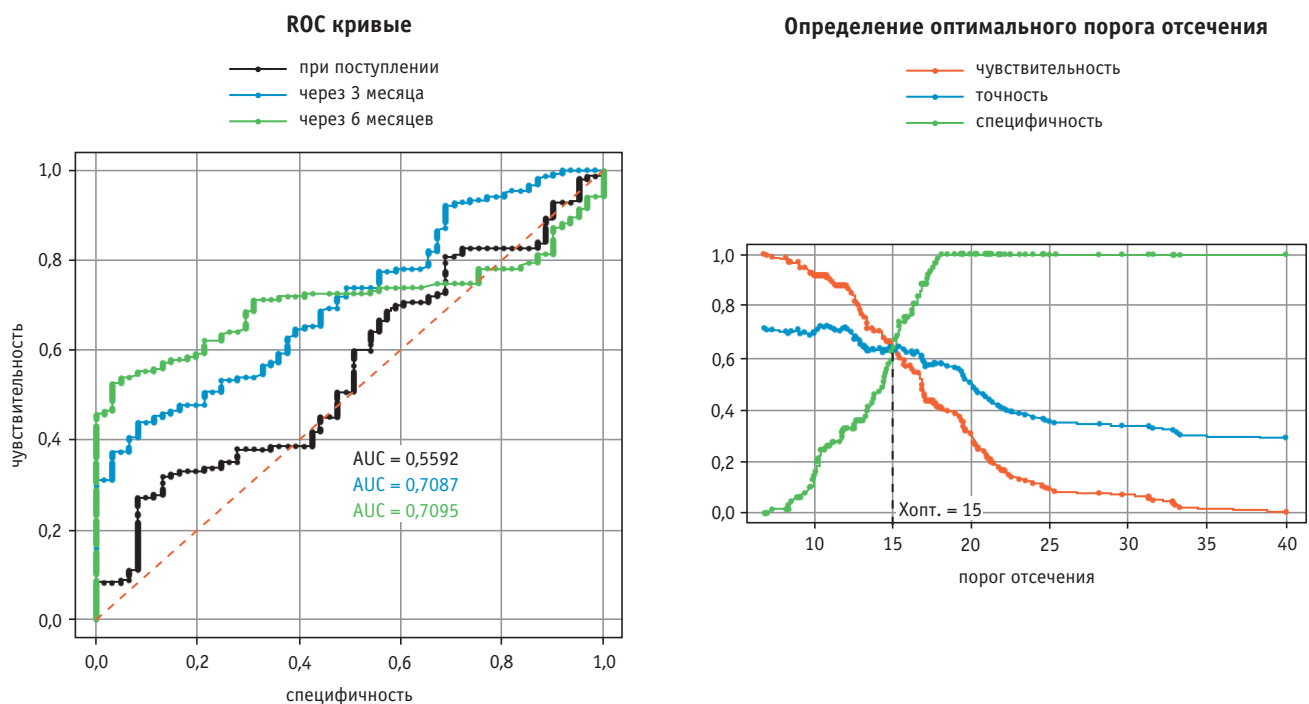 ROC кривые
при поступлении
через 3 месяца
через 6 месяцев
1,0
0,8
0,6
0,4
0,2
0,0
чувствительность
AUC = 0,5592
AUC = 0,7087
AUC = 0,7095
0,0 0,2 0,4 0,6 0,8 1,0
специфичность
Определение оптимального порога отсечения
чувствительность
точность
специфичность
1,0
0,8
0,6
0,4
0,2
0,0
Xопт. = 15
10 15 20 25 30 35 40
порог отсечения